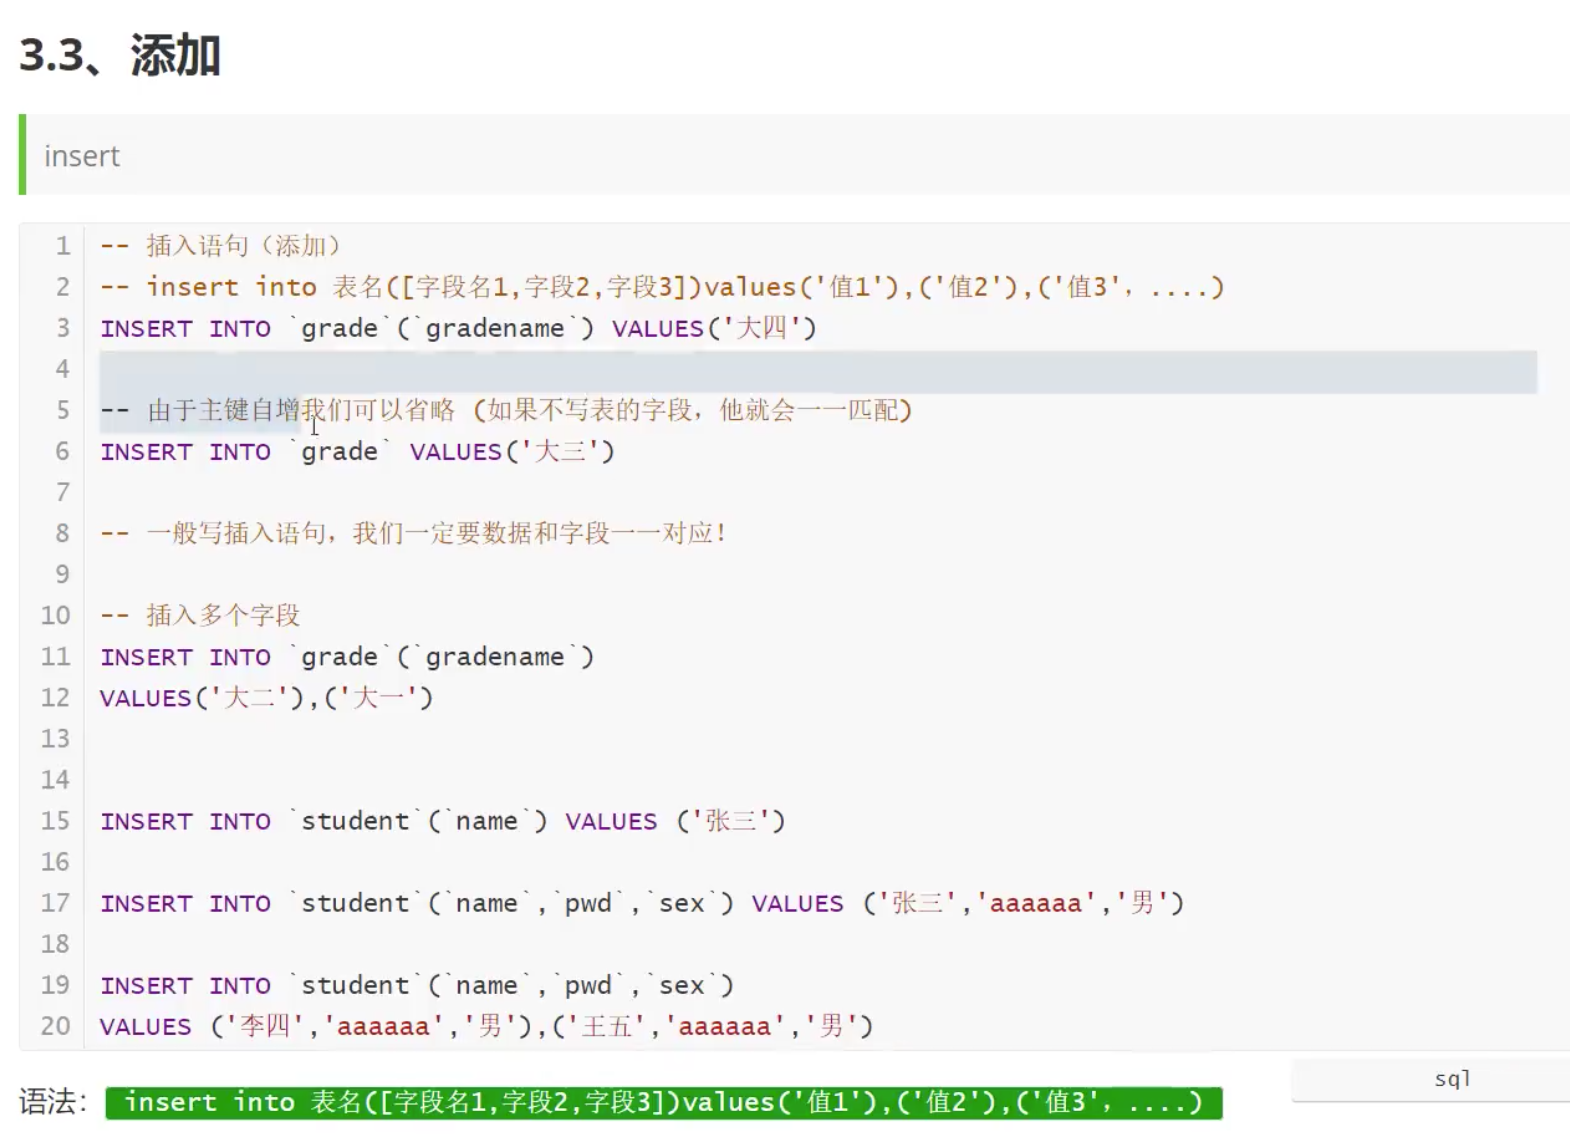 3.3、添加
insert
1 -- 插入语句（添加）
2 -- insert into 表名([字段名1,字段2,字段3])values('值1'),('值2'),('值3'，....)
3 INSERT INTO `grade`(`gradename`) VALUES('大四')
4
5 -- 由于主键自增我们可以省略 (如果不写表的字段，他就会一一匹配)
6 INSERT INTO `grade` VALUES('大三')
7
8 -- 一般写插入语句，我们一定要数据和字段一一对应！
9
10 -- 插入多个字段
11 INSERT INTO `grade`(`gradename`)
12 VALUES('大二'),('大一')
13
14
15 INSERT INTO `student`(`name`) VALUES ('张三')
16
17 INSERT INTO `student`(`name`,`pwd`,`sex`) VALUES ('张三','aaaaaa','男')
18
19 INSERT INTO `student`(`name`,`pwd`,`sex`)
20 VALUES ('李四','aaaaaa','男'),('王五','aaaaaa','男')
sql
语法： insert into 表名([字段名1,字段2,字段3])values('值1'),('值2'),('值3'，....)